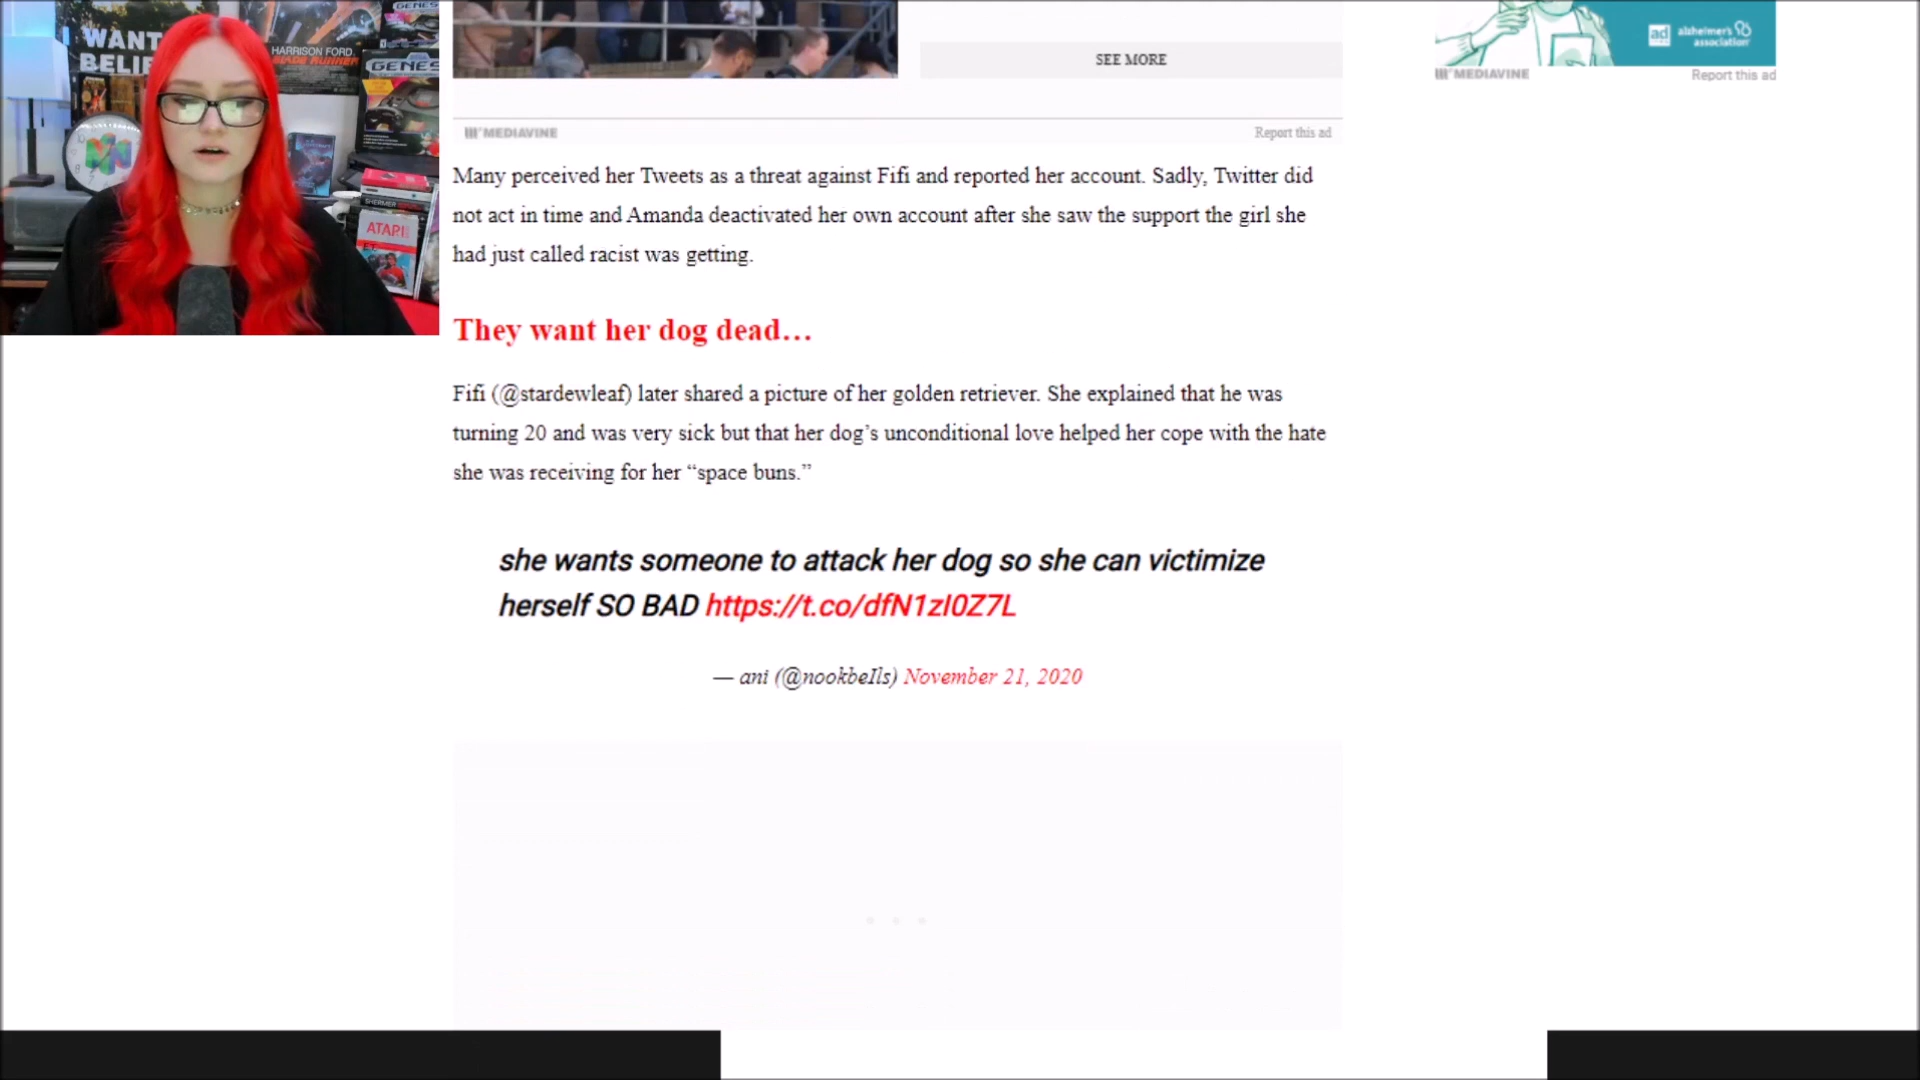 I WANT
BELIE
HARRISON FORD
BLADE RUNNER
GENES
GENES
SHERMER
ATARI
E.T.
SEE MORE
MEDIAVINE
Report this ad
ad
alzheimer's
association
MEDIAVINE
Report this ad
Many perceived her Tweets as a threat against Fifi and reported her account. Sadly, Twitter did
not act in time and Amanda deactivated her own account after she saw the support the girl she
had just called racist was getting.
They want her dog dead…
Fifi (@stardewleaf) later shared a picture of her golden retriever. She explained that he was
turning 20 and was very sick but that her dog’s unconditional love helped her cope with the hate
she was receiving for her “space buns.”
she wants someone to attack her dog so she can victimize
herself SO BAD https://t.co/dfN1zI0Z7L
— ani (@nookbeIls) November 21, 2020